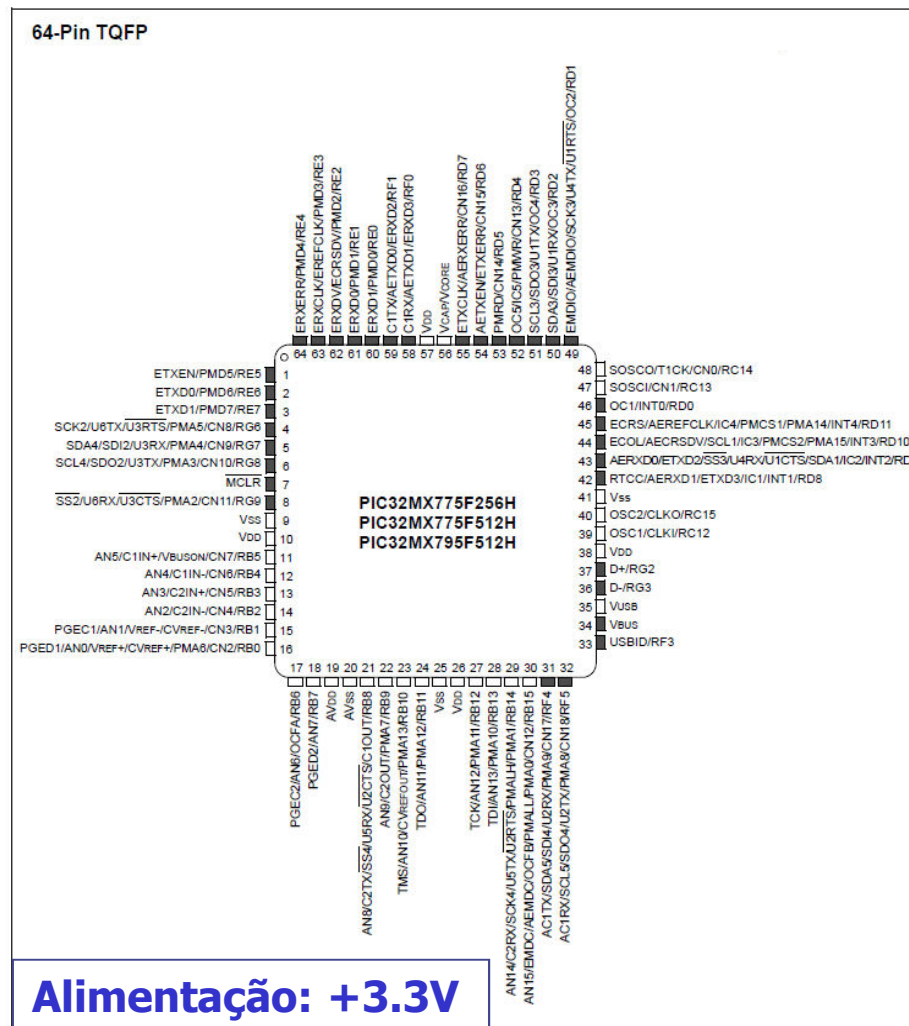 64-Pin TQFP
ERXERR/PMD4/RE4
ERXCLK/EREFCLK/PMD3/RE3
ERXDV/ECRSDV/PMD2/RE2
ERXD0/PMD1/RE1
ERXD1/PMD0/RE0
C1TX/AETXD0/ERXD2/RF1
C1RX/AETXD1/ERXD3/RF0
VDD
VCAP/VCORE
ETXCLK/AERXERR/CN16/RD7
AETXEN/ETXERR/CN15/RD6
PMRD/CN14/RD5
OC5/IC5/PMWR/CN13/RD4
SCL3/SDO3/U1TX/OC4/RD3
SDA3/SDI3/U1RX/OC3/RD2
EMDIO/AEMDIO/SCK3/U4TX/U1RTS/OC2/RD1
64 63 62 61 60 59 58 57 56 55 54 53 52 51 50 49
ETXEN/PMD5/RE5 1
ETXD0/PMD6/RE6 2
ETXD1/PMD7/RE7 3
SCK2/U6TX/U3RTS/PMA5/CN8/RG6 4
SDA4/SDI2/U3RX/PMA4/CN9/RG7 5
SCL4/SDO2/U3TX/PMA3/CN10/RG8 6
MCLR 7
SS2/U6RX/U3CTS/PMA2/CN11/RG9 8
VSS 9
VDD 10
AN5/C1IN+/VBUSON/CN7/RB5 11
AN4/C1IN-/CN6/RB4 12
AN3/C2IN+/CN5/RB3 13
AN2/C2IN-/CN4/RB2 14
PGEC1/AN1/VREF-/CVREF-/CN3/RB1 15
PGED1/AN0/VREF+/CVREF+/PMA6/CN2/RB0 16
PIC32MX775F256H
PIC32MX775F512H
PIC32MX795F512H
48 SOSCO/T1CK/CN0/RC14
47 SOSCI/CN1/RC13
46 OC1/INT0/RD0
45 ECRS/AEREFCLK/IC4/PMCS1/PMA14/INT4/RD11
44 ECOL/AECRSDV/SCL1/IC3/PMCS2/PMA15/INT3/RD10
43 AERXD0/ETXD2/SS3/U4RX/U1CTS/SDA1/IC2/INT2/RD
42 RTCC/AERXD1/ETXD3/IC1/INT1/RD8
41 Vss
40 OSC2/CLKO/RC15
39 OSC1/CLKI/RC12
38 VDD
37 D+/RG2
36 D-/RG3
35 VUSB
34 VBUS
33 USBID/RF3
17 18 19 20 21 22 23 24 25 26 27 28 29 30 31 32
PGEC2/AN6/OCFA/RB6
PGED2/AN7/RB7
AVDD
AVSS
AN8/C2TX/SS4/U5RX/U2CTS/C1OUT/RB8
AN9/C2OUT/PMA7/RB9
TMS/AN10/CVREFOUT/PMA13/RB10
TDO/AN11/PMA12/RB11
VSS
VDD
TCK/AN12/PMA11/RB12
TDI/AN13/PMA10/RB13
AN14/C2RX/SCK4/U5TX/U2RTS/PMALH/PMA1/RB14
AN15/EMDC/AEMDC/OCFB/PMALL/PMA0/CN12/RB15
AC1TX/SDA5/SDI4/U2RX/PMA9/CN17/RF4
AC1RX/SCL5/SDO4/U2TX/PMA8/CN18/RF5
Alimentação: +3.3V